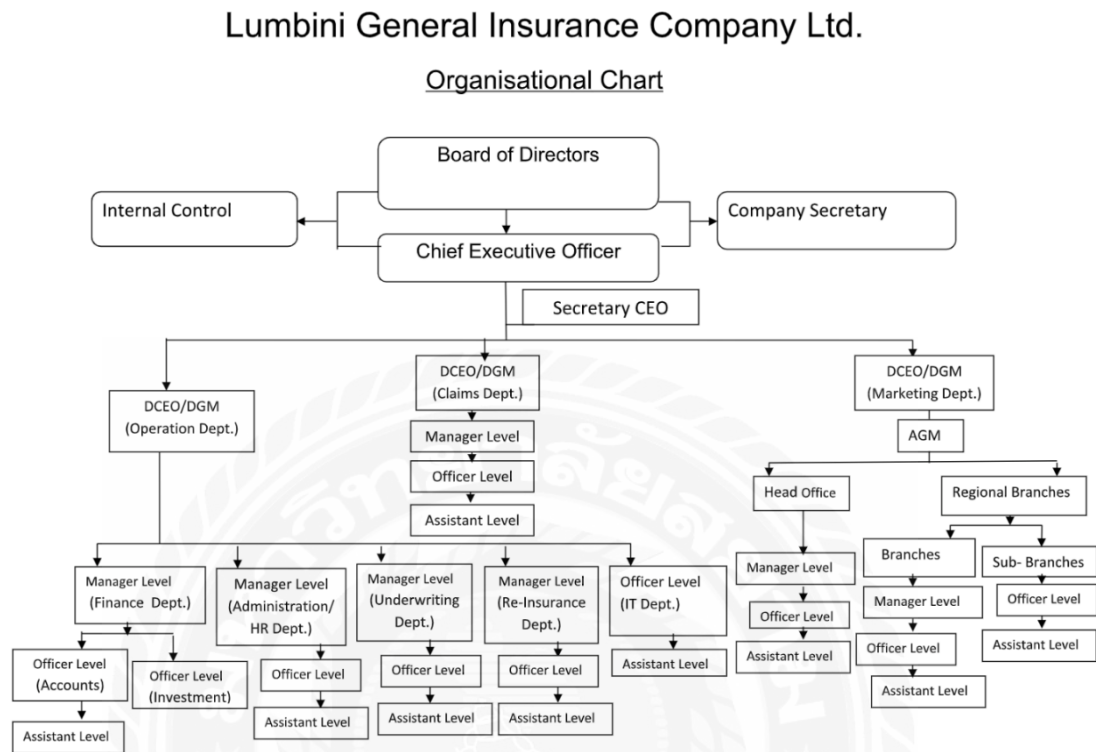 Lumbini General Insurance Company Ltd.
Organisational Chart
Board of Directors
Internal Control
Company Secretary
Chief Executive Officer
Secretary CEO
DCEO/DGM
(Operation Dept.)
DCEO/DGM
(Claims Dept.)
Manager Level
Officer Level
Assistant Level
DCEO/DGM
(Marketing Dept.)
AGM
Head Office
Regional Branches
Manager Level
Officer Level
Assistant Level
Branches
Manager Level
Officer Level
Assistant Level
Sub- Branches
Officer Level
Assistant Level
Manager Level
(Finance Dept.)
Officer Level
(Accounts)
Assistant Level
Officer Level
(Investment)
Manager Level
(Administration/
HR Dept.)
Officer Level
Assistant Level
Manager Level
(Underwriting
Dept.)
Officer Level
Assistant Level
Manager Level
(Re-Insurance
Dept.)
Officer Level
Assistant Level
Officer Level
(IT Dept.)
Assistant Level